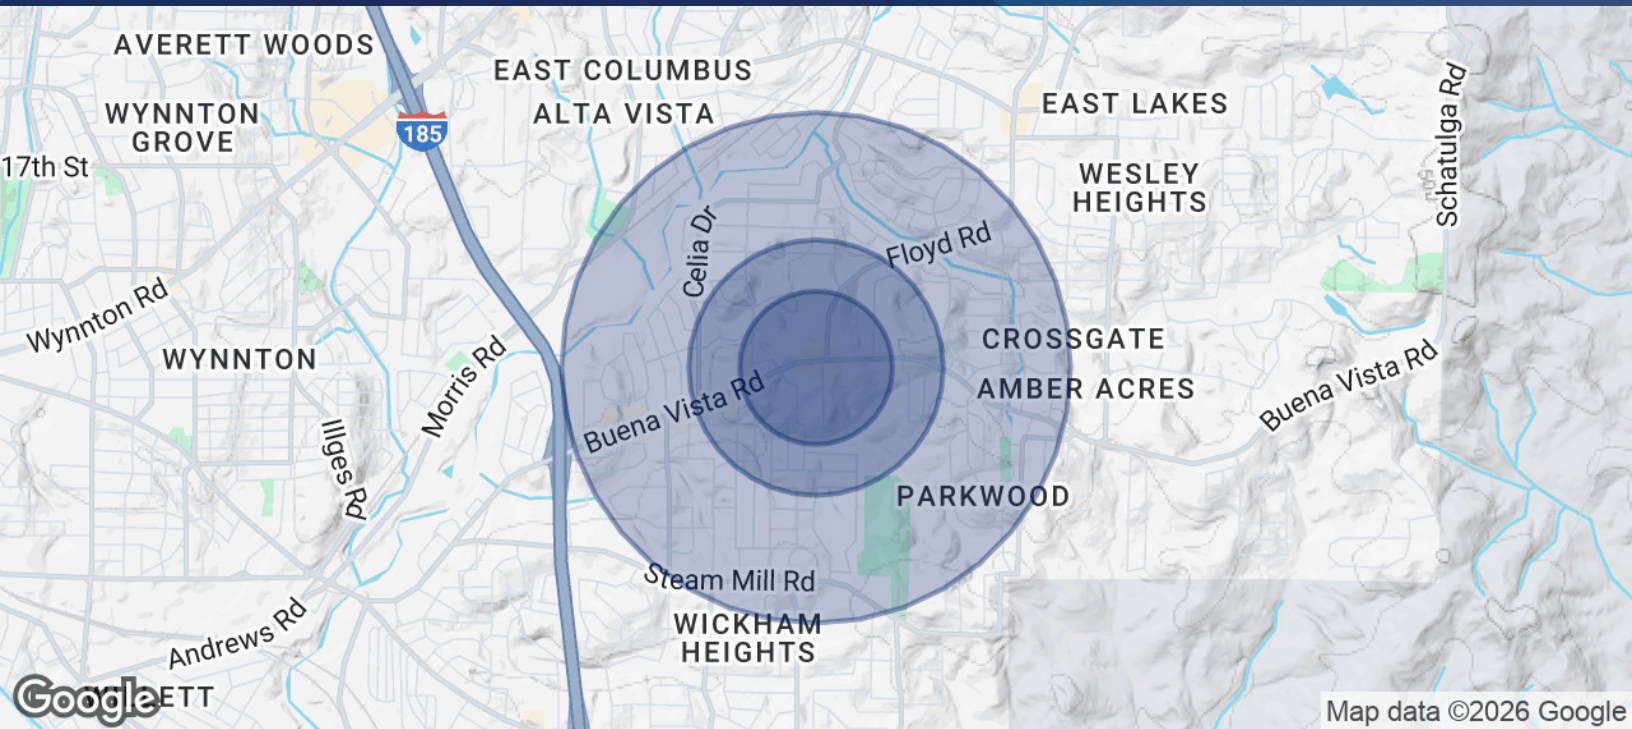 AVERETT WOODS
EAST COLUMBUS
ALTA VISTA
WYNNTON
GROVE
185
EAST LAKES
Schatulga Rd
17th St
WESLEY
HEIGHTS
Celia Dr
Floyd Rd
Wynnton Rd
WYNNTON
Morris Rd
CROSSGATE
AMBER ACRES
Buena Vista Rd
Buena Vista Rd
Illges Rd
PARKWOOD
Steam Mill Rd
WICKHAM
HEIGHTS
Andrews Rd
Google
Map data ©2026 Google